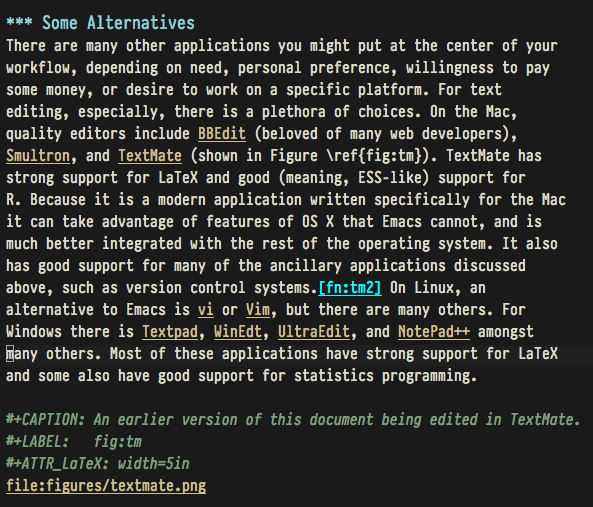 *** Some Alternatives
There are many other applications you might put at the center of your
workflow, depending on need, personal preference, willingness to pay
some money, or desire to work on a specific platform. For text
editing, especially, there is a plethora of choices. On the Mac,
quality editors include BBEdit (beloved of many web developers),
Smultron, and TextMate (shown in Figure \ref{fig:tm}). TextMate has
strong support for LaTeX and good (meaning, ESS-like) support for
R. Because it is a modern application written specifically for the Mac
it can take advantage of features of OS X that Emacs cannot, and is
much better integrated with the rest of the operating system. It also
has good support for many of the ancillary applications discussed
above, such as version control systems.[fn:tm2] On Linux, an
alternative to Emacs is vi or Vim, but there are many others. For
Windows there is Textpad, WinEdt, UltraEdit, and NotePad++ amongst
many others. Most of these applications have strong support for LaTeX
and some also have good support for statistics programming.
#+CAPTION: An earlier version of this document being edited in TextMate.
#+LABEL: fig:tm
#+ATTR_LaTeX: width=5in
file:figures/textmate.png